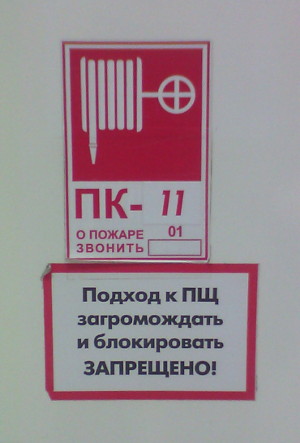 ПК- 11
О ПОЖАРЕ 01
ЗВОНИТЬ
Подход к ПЩ
загромождать
и блокировать
ЗАПРЕЩЕНО!